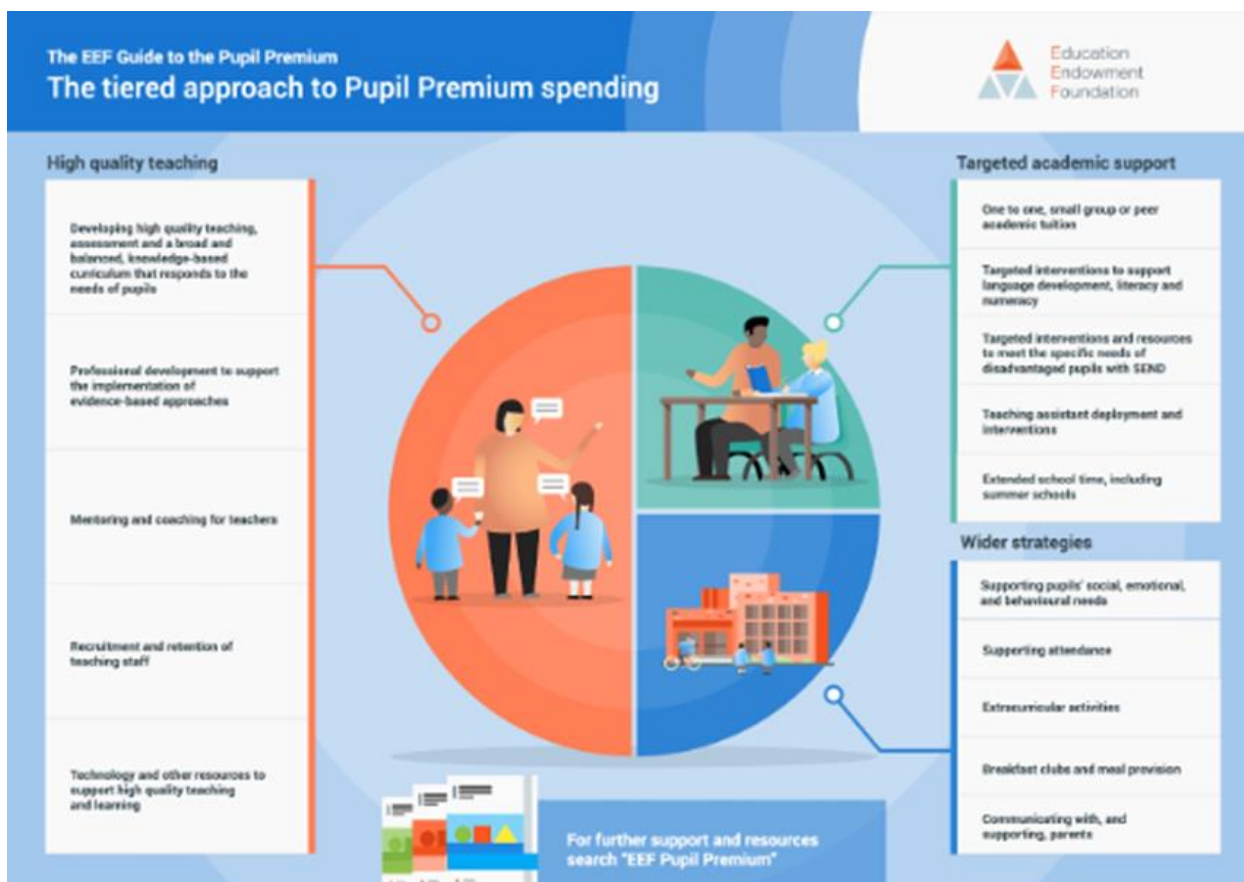 The EEF Guide to the Pupil Premium
The tiered approach to Pupil Premium spending
Education
Endowment
Foundation
High quality teaching
Developing high quality teaching,
assessment and a broad and
balanced, knowledge-based
curriculum that responds to the
needs of pupils
Professional development to support
the implementation of
evidence-based approaches
Mentoring and coaching for teachers
Recruitment and retention of
teaching staff
Technology and other resources to
support high quality teaching
and learning
Targeted academic support
One to one, small group or peer
academic tuition
Targeted interventions to support
language development, literacy and
numeracy
Targeted interventions and resources
to meet the specific needs of
disadvantaged pupils with SEND
Teaching assistant deployment and
interventions
Extended school time, including
summer schools
Wider strategies
Supporting pupils' social, emotional,
and behavioural needs
Supporting attendance
Extracurricular activities
Breakfast clubs and meal provision
Communicating with, and
supporting, parents
For further support and resources
search "EEF Pupil Premium"